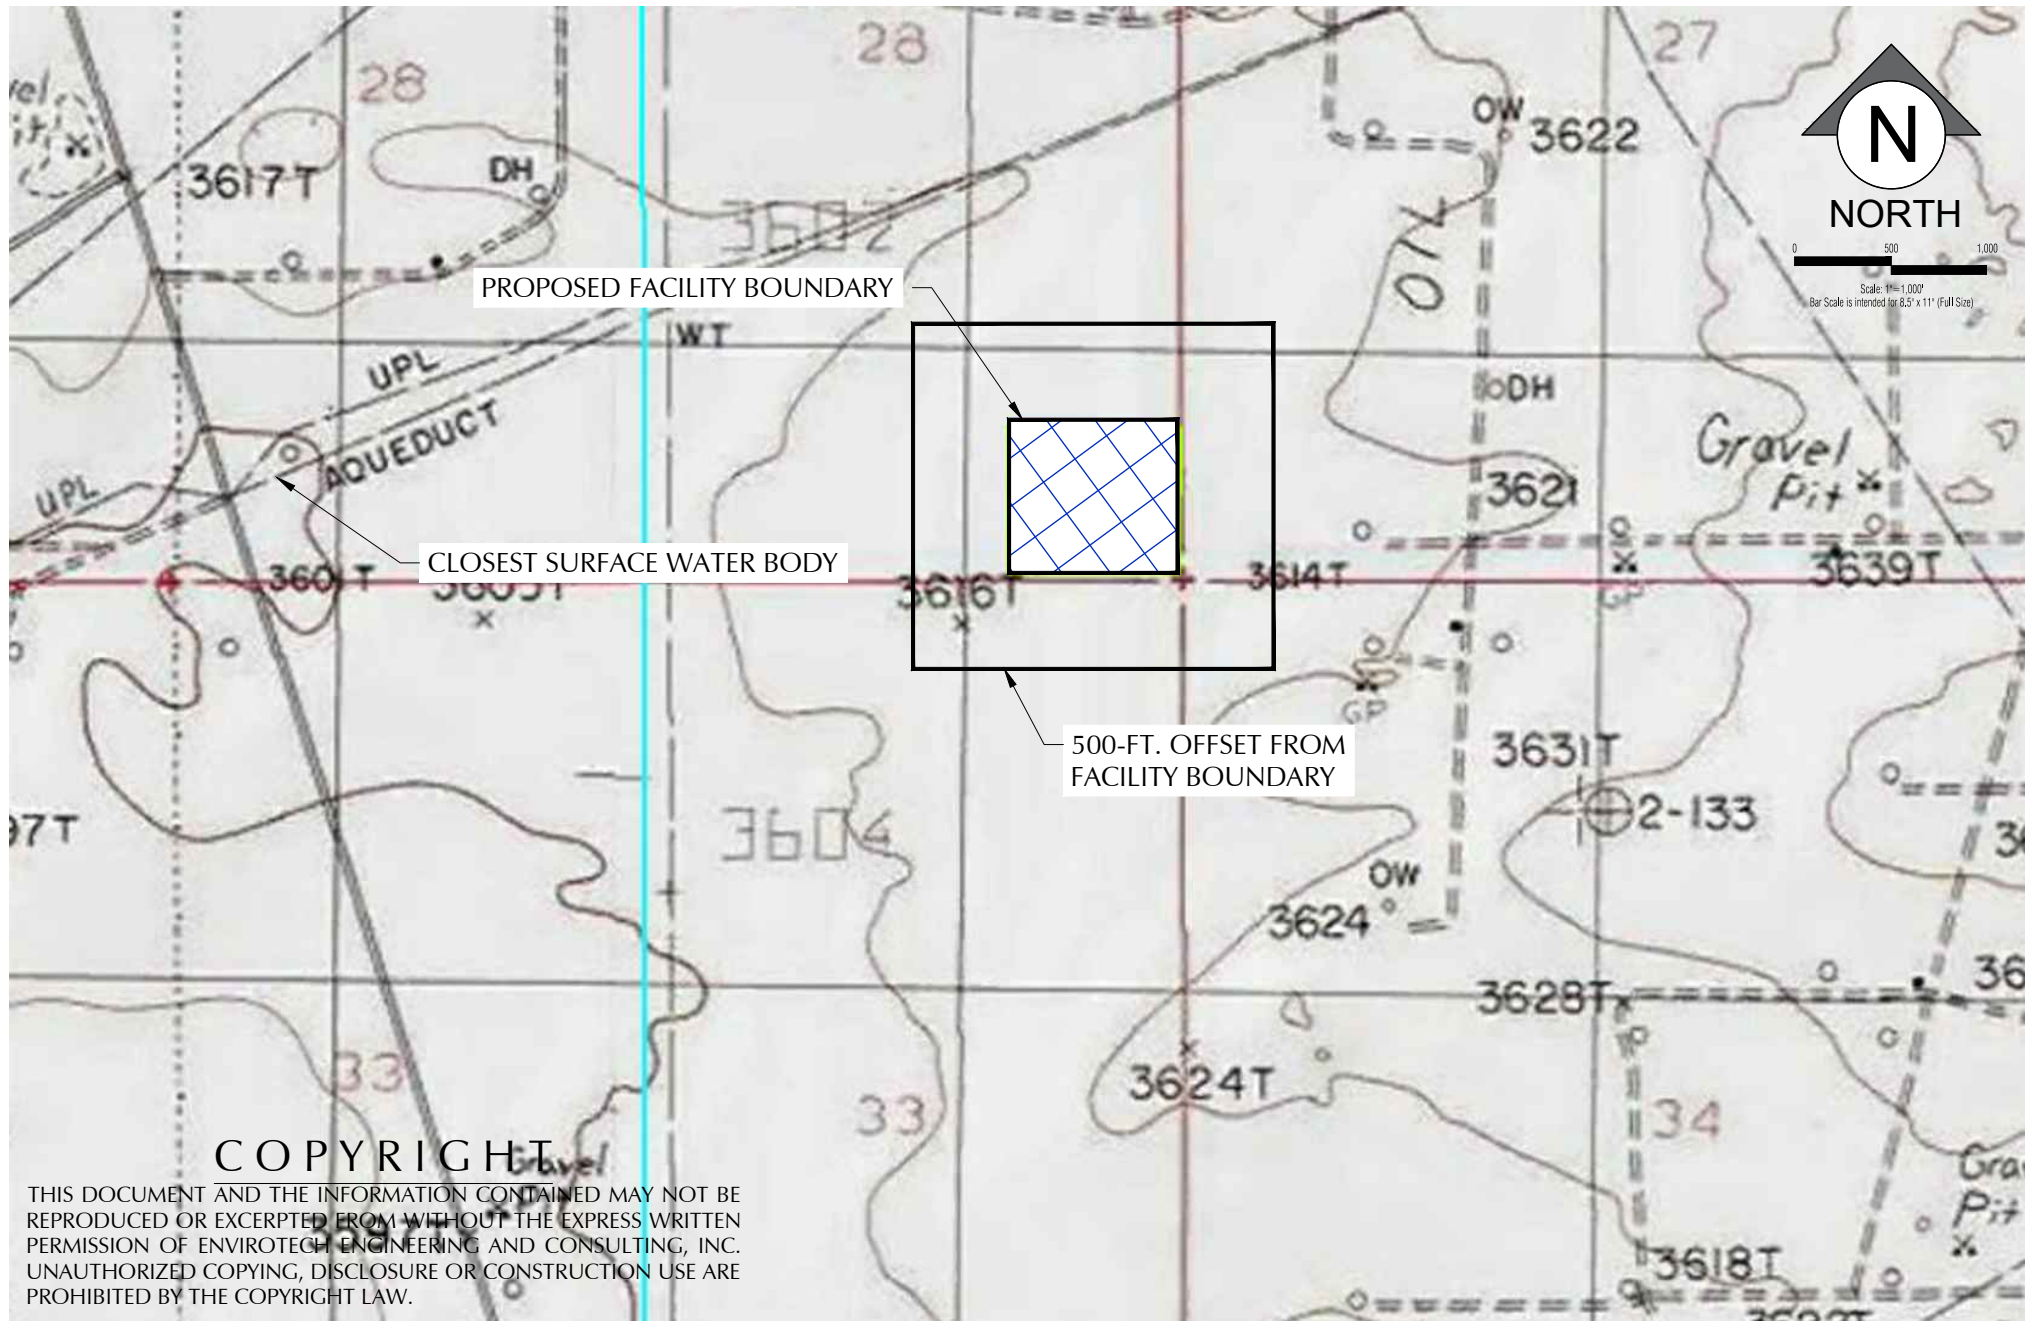 28
28
27
OW
3622
3617T
DH
N
NORTH
0 500 1,000
Scale: 1"=1,000'
Bar Scale is intended for 8.5" x 11" (Full Size)
3602
OIL
PROPOSED FACILITY BOUNDARY
WT
UPL
AQUEDUCT
DH
Gravel
Pit
UPL
3621
CLOSEST SURFACE WATER BODY
3616T
3614T
3639T
GP
GP
500-FT. OFFSET FROM
FACILITY BOUNDARY
3631T
2-133
3604
97T
OW
3624
3628T
33
3624T
33
34
COPYRIGHT
Gravel
THIS DOCUMENT AND THE INFORMATION CONTAINED MAY NOT BE
REPRODUCED OR EXCERPTED FROM WITHOUT THE EXPRESS WRITTEN
PERMISSION OF ENVIROTECH ENGINEERING AND CONSULTING, INC.
UNAUTHORIZED COPYING, DISCLOSURE OR CONSTRUCTION USE ARE
PROHIBITED BY THE COPYRIGHT LAW.
Pit
3618T